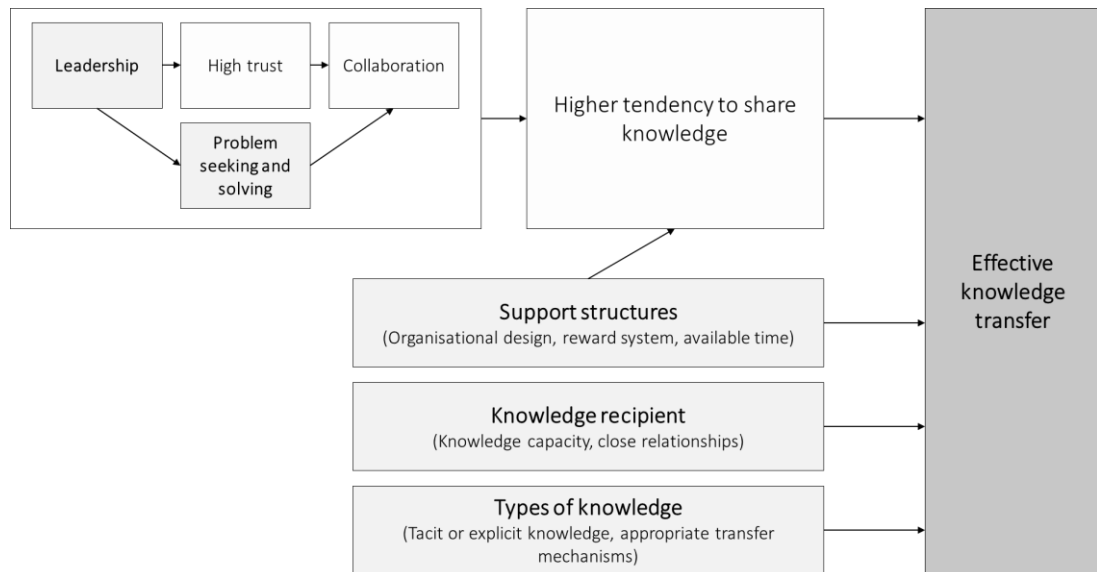 Leadership
High trust
Collaboration
Problem
seeking and
solving
Higher tendency to share
knowledge
Support structures
(Organisational design, reward system, available time)
Knowledge recipient
(Knowledge capacity, close relationships)
Types of knowledge
(Tacit or explicit knowledge, appropriate transfer
mechanisms)
Effective
knowledge
transfer